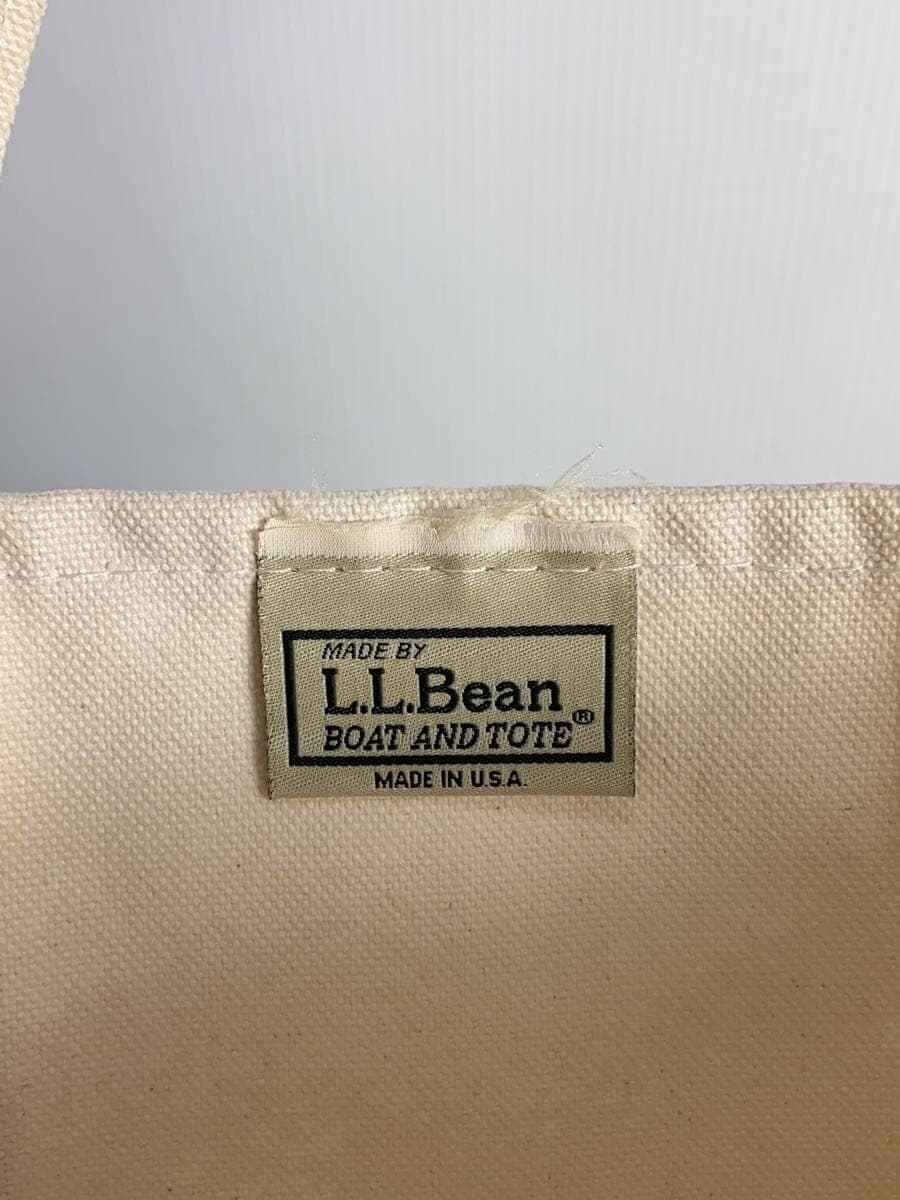 MADE BY
L.L.Bean
BOAT AND TOTE®
MADE IN U.S.A.